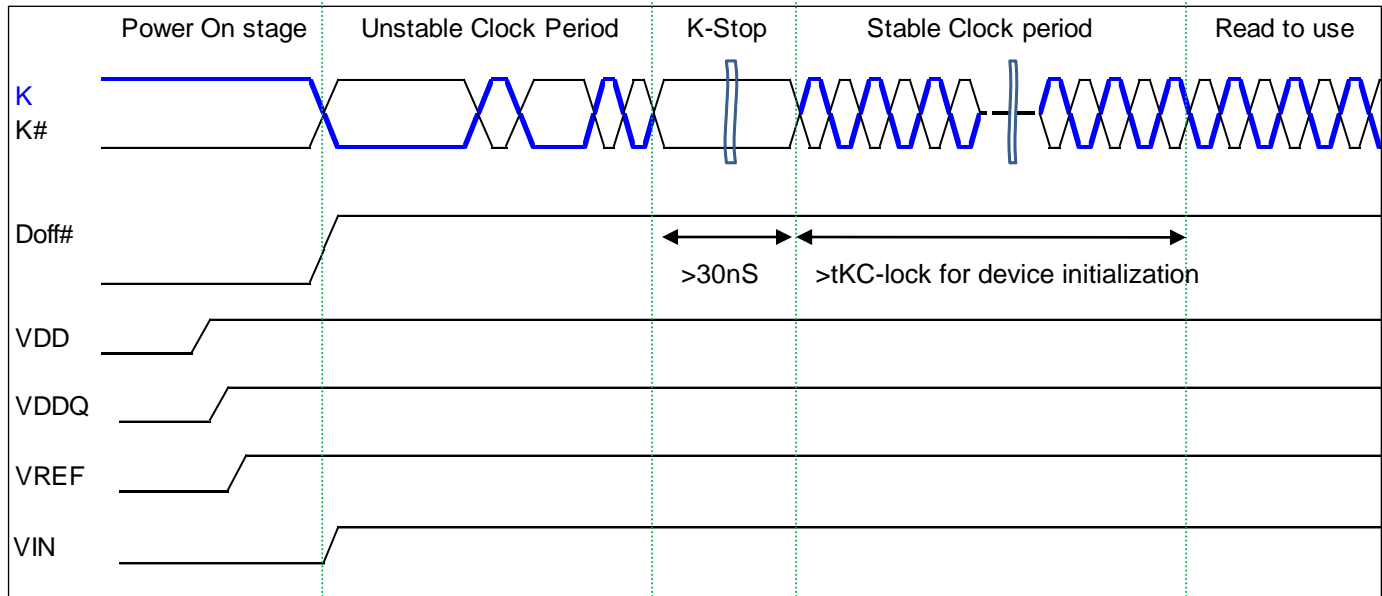 Power On stage Unstable Clock Period K-Stop Stable Clock period Read to use
K
K#
Doff#
>30nS >tKC-lock for device initialization
VDD
VDDQ
VREF
VIN